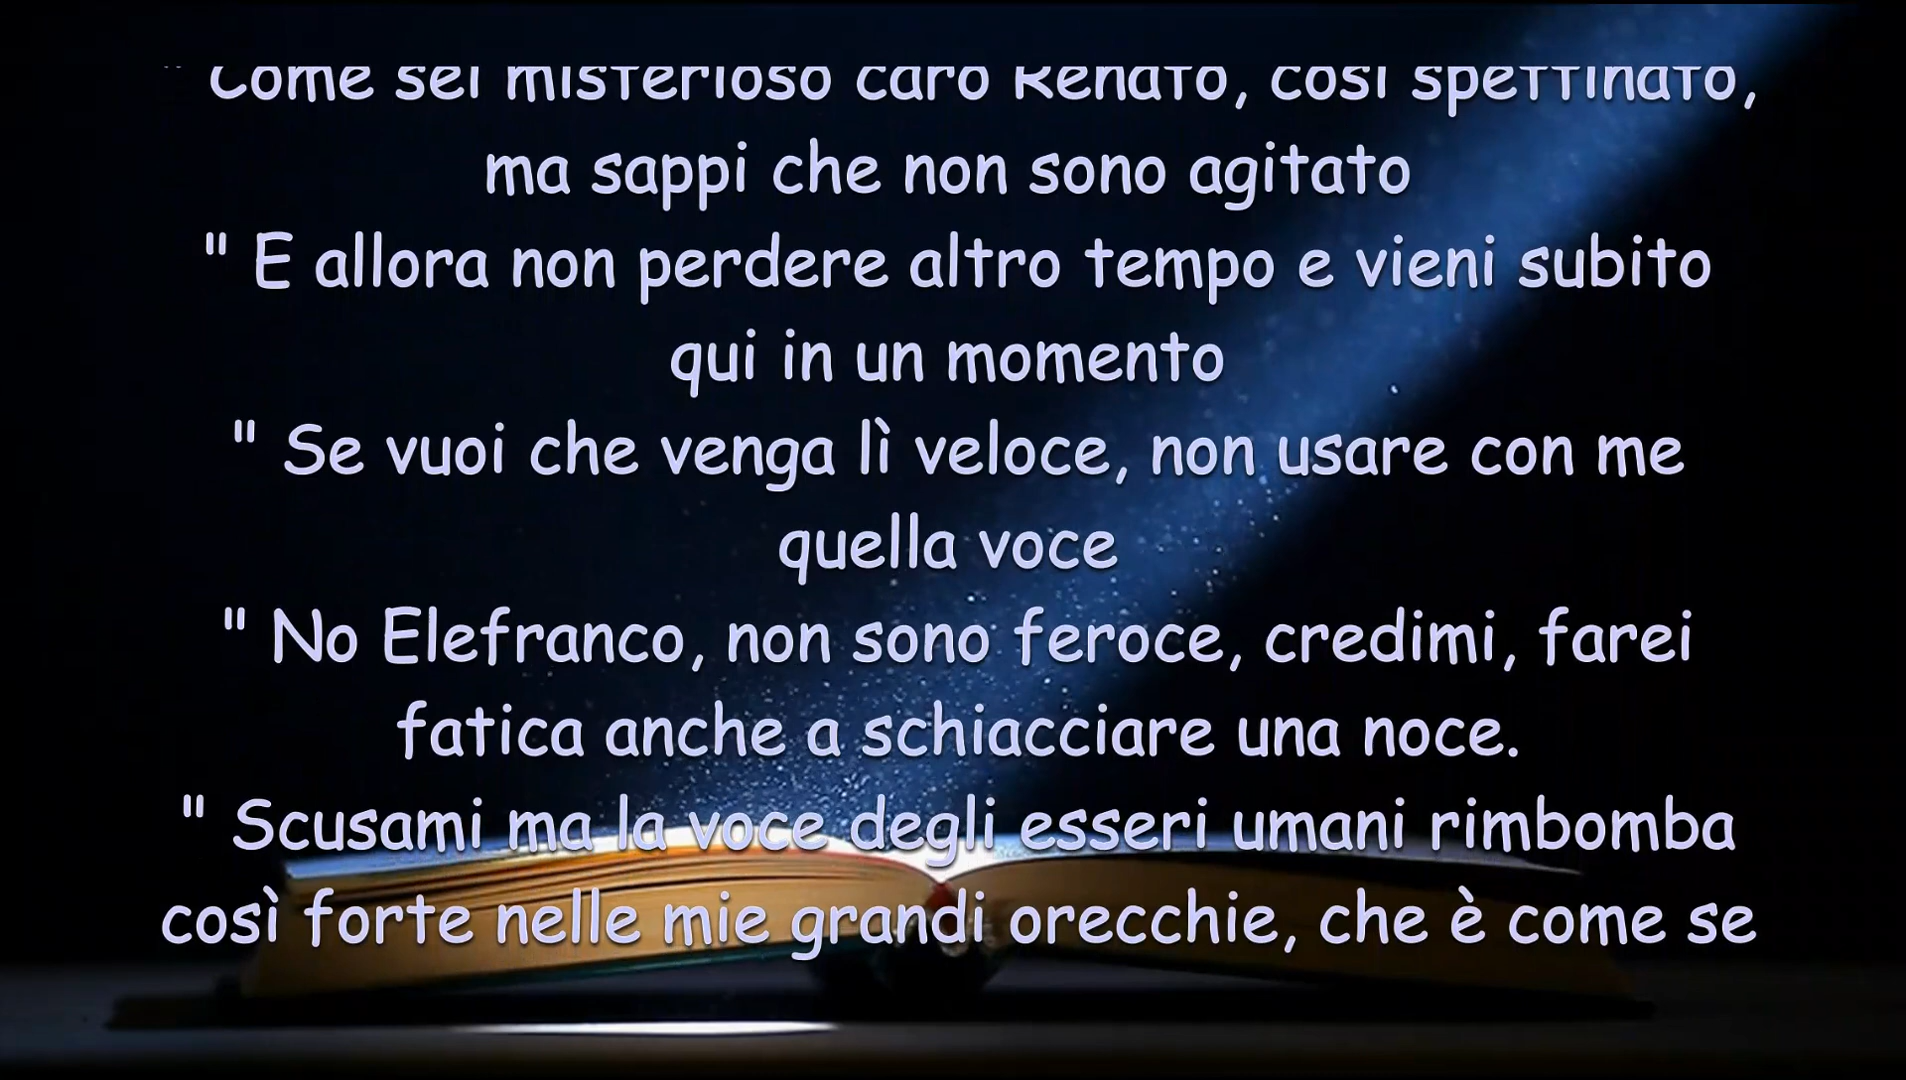 " Come sei misterioso caro Renato, così spettinato,
ma sappi che non sono agitato
" E allora non perdere altro tempo e vieni subito
qui in un momento
" Se vuoi che venga lì veloce, non usare con me
quella voce
" No Elefranco, non sono feroce, credimi, farei
fatica anche a schiacciare una noce.
" Scusami ma la voce degli esseri umani rimbomba
così forte nelle mie grandi orecchie, che è come se